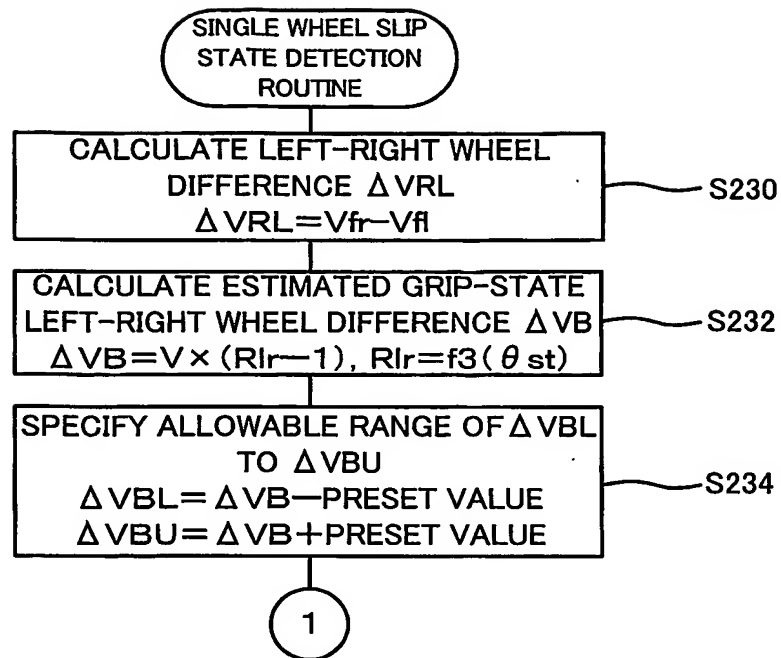 SINGLE WHEEL SLIP
STATE DETECTION
ROUTINE
CALCULATE LEFT-RIGHT WHEEL
DIFFERENCE ΔVRL
ΔVRL=Vfr-Vfl
S230
CALCULATE ESTIMATED GRIP-STATE
LEFT-RIGHT WHEEL DIFFERENCE ΔVB
ΔVB=V×(Rlr-1), Rlr=f3(θst)
S232
SPECIFY ALLOWABLE RANGE OF ΔVBL
TO ΔVBU
ΔVBL=ΔVB-PRESET VALUE
ΔVBU=ΔVB+PRESET VALUE
S234
1